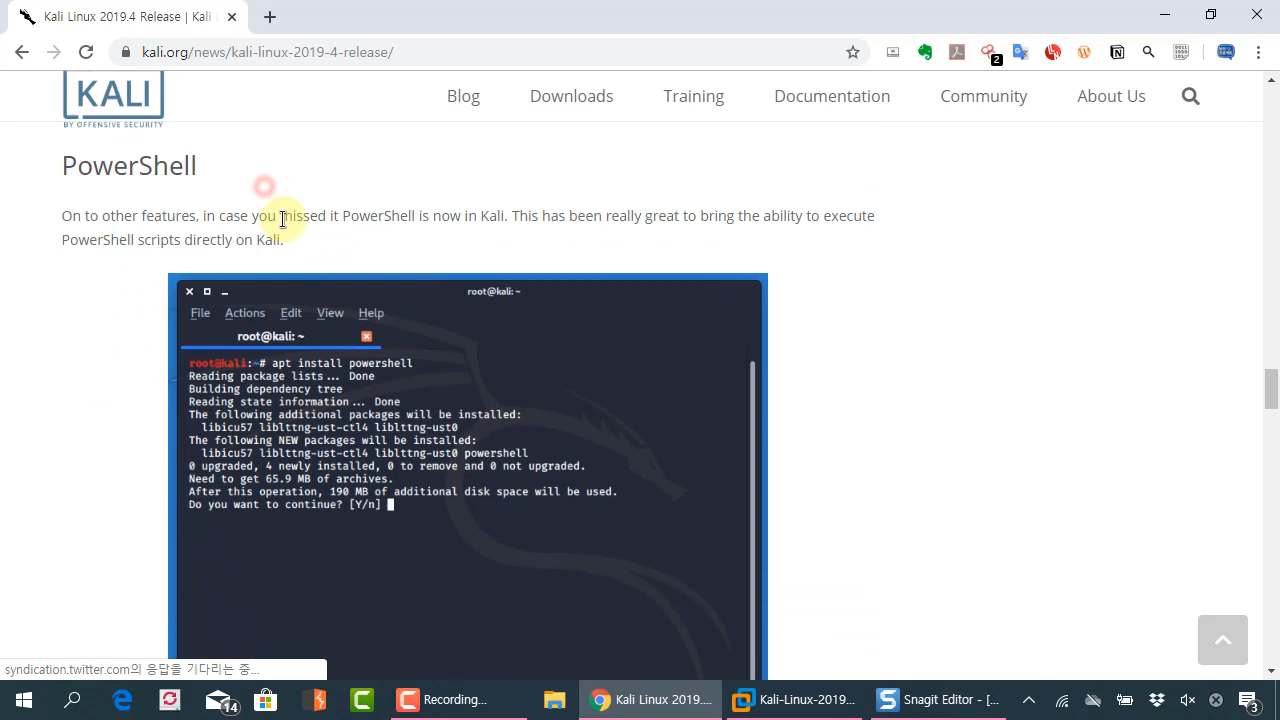 Kali Linux 2019.4 Release | Kali
kali.org/news/kali-linux-2019-4-release/
2
KALI
BY OFFENSIVE SECURITY
Blog Downloads Training Documentation Community About Us
PowerShell
On to other features, in case you missed it PowerShell is now in Kali. This has been really great to bring the ability to execute
PowerShell scripts directly on Kali.
root@kali: ~
File Actions Edit View Help
root@kali: ~
root@kali:~# apt install powershell
Reading package lists... Done
Building dependency tree
Reading state information... Done
The following additional packages will be installed:
libicu57 liblttng-ust-ctl4 liblttng-ust0
The following NEW packages will be installed:
libicu57 liblttng-ust-ctl4 liblttng-ust0 powershell
0 upgraded, 4 newly installed, 0 to remove and 0 not upgraded.
Need to get 65.9 MB of archives.
After this operation, 190 MB of additional disk space will be used.
Do you want to continue? [Y/n]
syndication.twitter.com의 응답을 기다리는 중...
14 Recording... Kali Linux 2019.... Kali-Linux-2019... Snagit Editor - [... 3